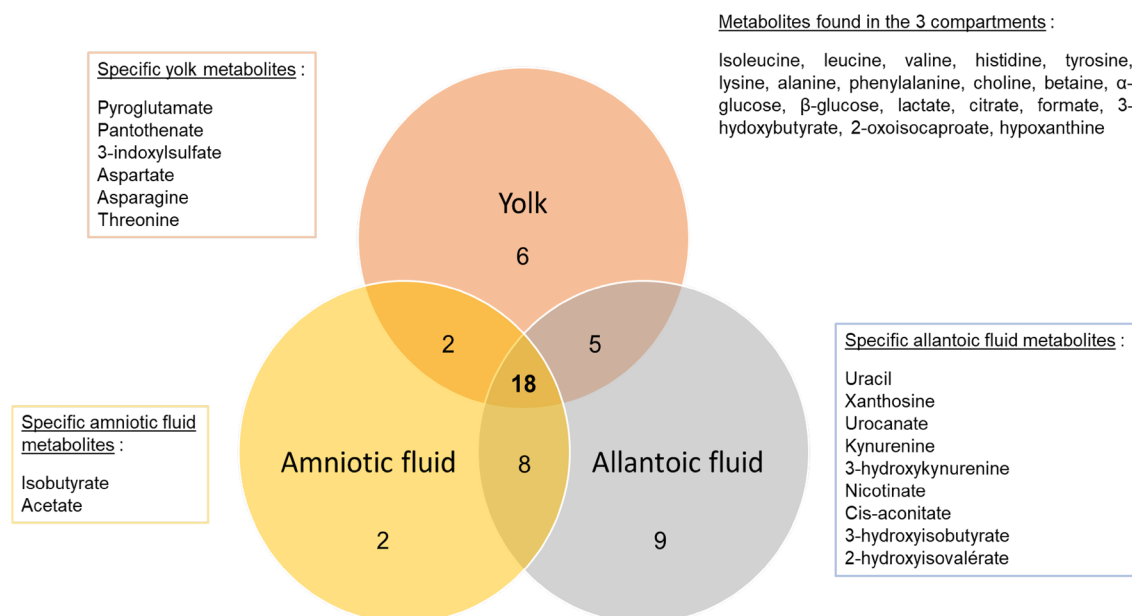 Metabolites found in the 3 compartments :
Isoleucine, leucine, valine, histidine, tyrosine,
lysine, alanine, phenylalanine, choline, betaine, α-
glucose, β-glucose, lactate, citrate, formate, 3-
hydoxybutyrate, 2-oxoisocaproate, hypoxanthine
Specific yolk metabolites :
Pyroglutamate
Pantothenate
3-indoxylsulfate
Aspartate
Asparagine
Threonine
Yolk
6
2
5
18
Specific amniotic fluid
metabolites :
Isobutyrate
Acetate
Amniotic fluid
8
Allantoic fluid
2
9
Specific allantoic fluid metabolites :
Uracil
Xanthosine
Urocanate
Kynurenine
3-hydroxykynurenine
Nicotinate
Cis-aconitate
3-hydroxyisobutyrate
2-hydroxyisovalérate